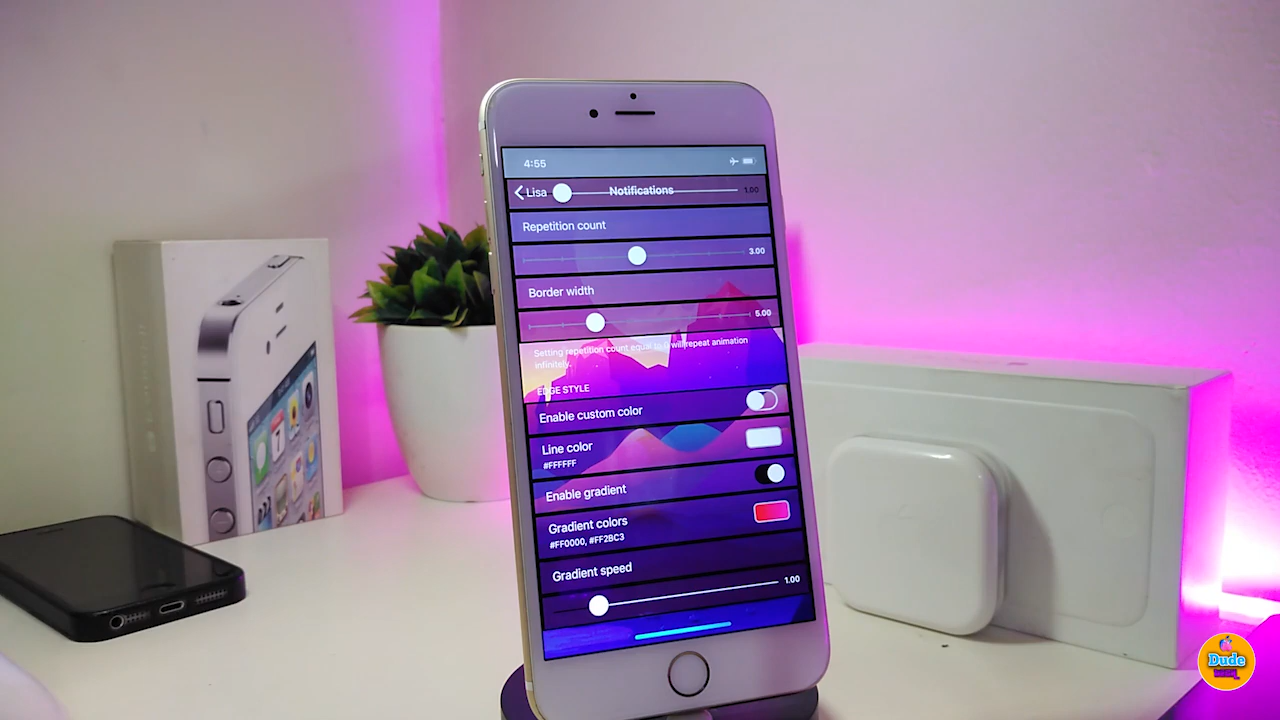 4:55
Lisa
Notifications
1.00
Repetition count
3.00
Border width
5.00
Setting repetition count equal to 0 will repeat animation
infinitely.
EDGE STYLE
Enable custom color
Line color
#FFFFFF
Enable gradient
Gradient colors
#FF0000, #FF2BC3
Gradient speed
1.00
Dude